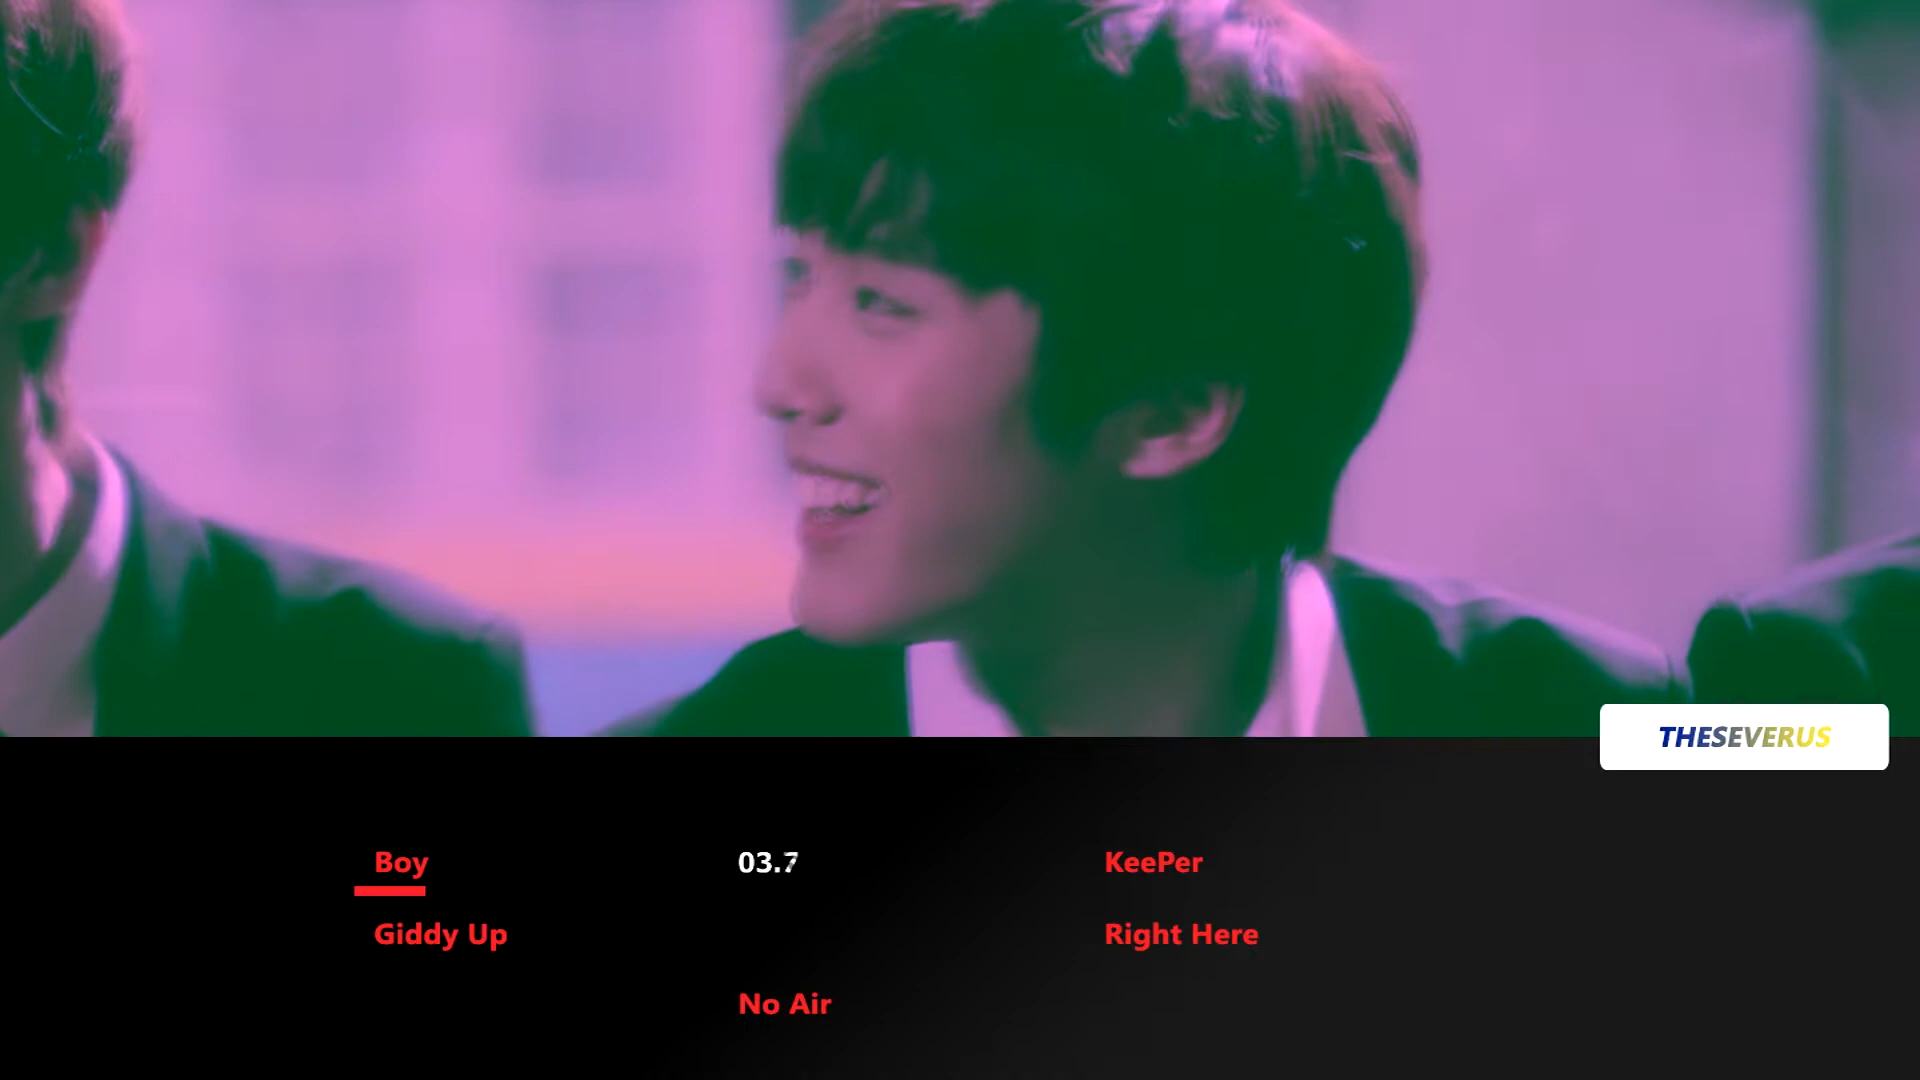 THESEVERUS
Boy
03.7
KeePer
Giddy Up
Right Here
No Air